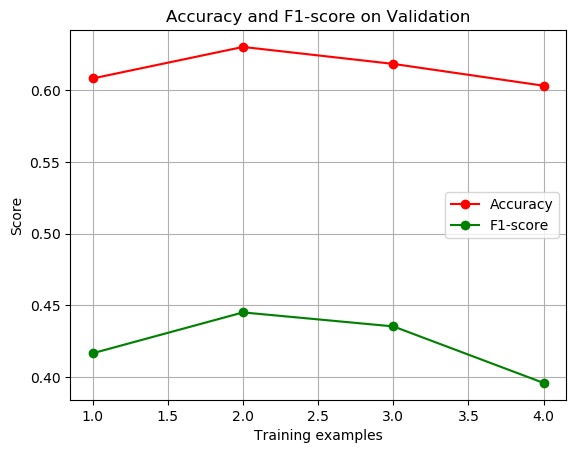 Accuracy and F1-score on Validation
Score
0.60
0.55
0.50
0.45
0.40
Accuracy
F1-score
1.0 1.5 2.0 2.5 3.0 3.5 4.0
Training examples